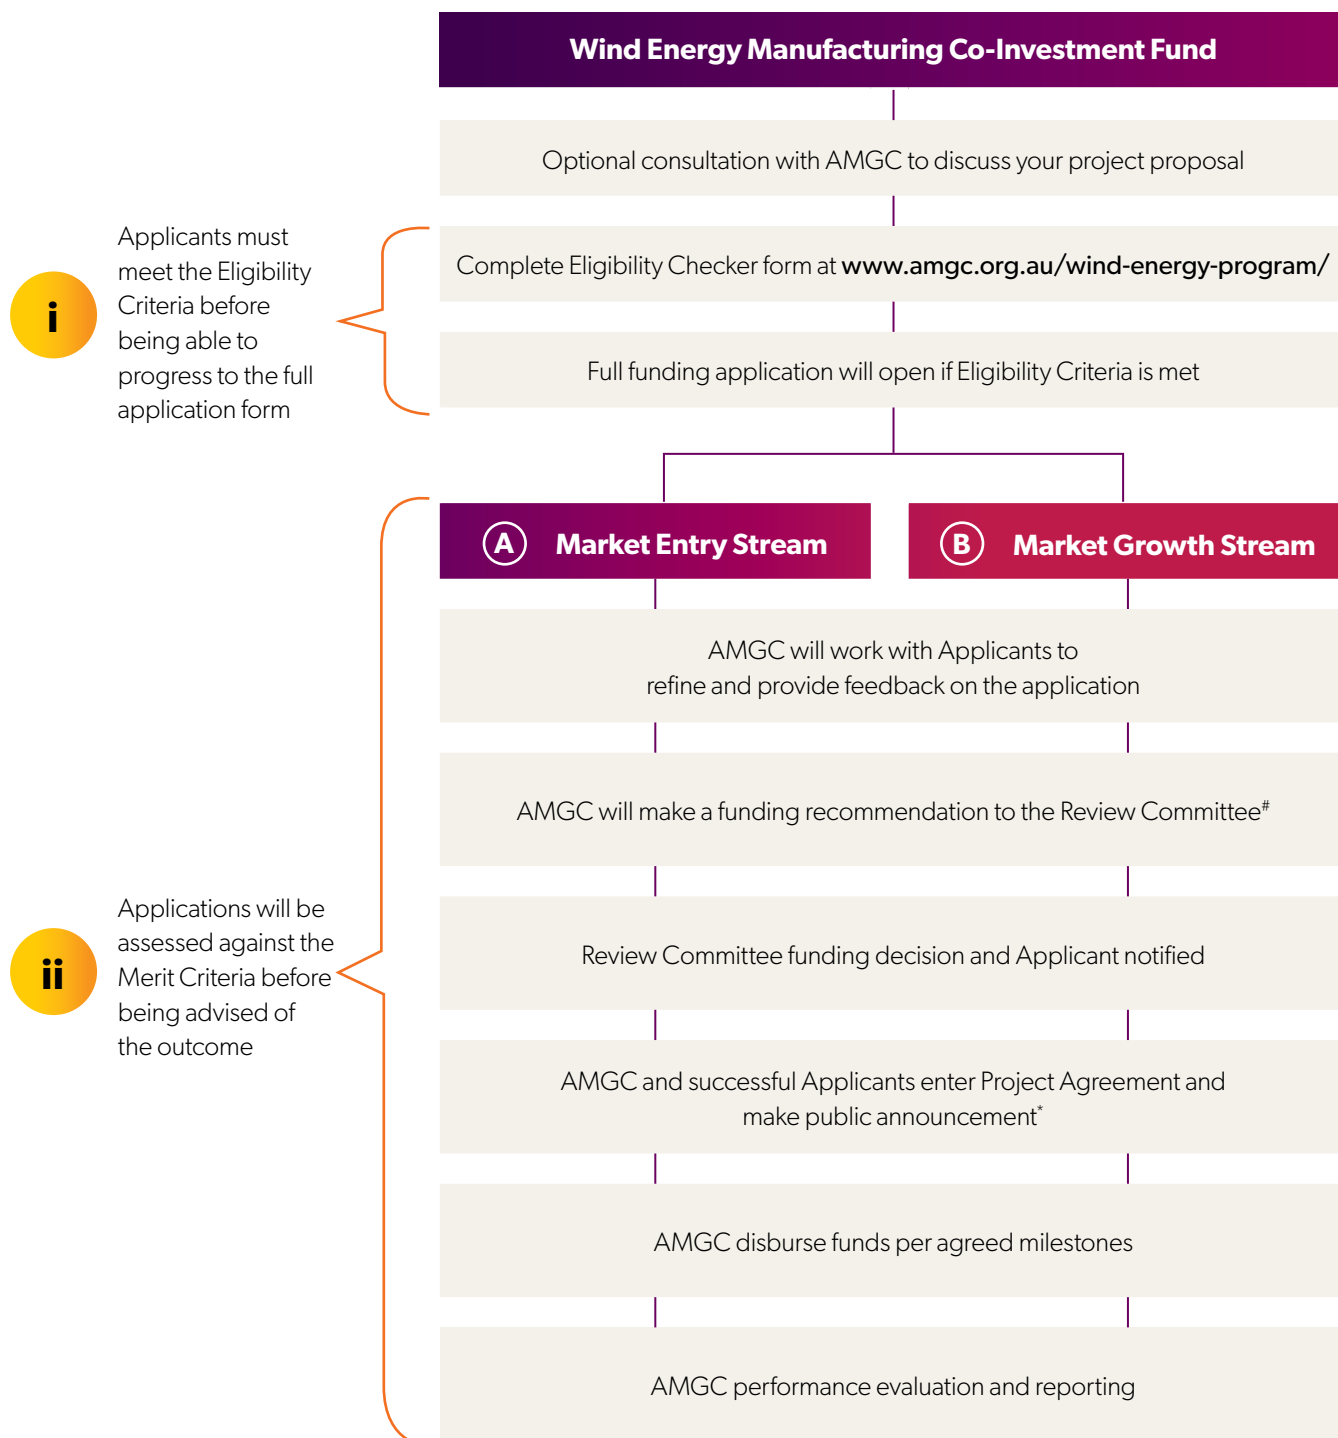 Wind Energy Manufacturing Co-Investment Fund
Optional consultation with AMGC to discuss your project proposal
i
Applicants must
meet the Eligibility
Criteria before
being able to
progress to the full
application form
Complete Eligibility Checker form at www.amgc.org.au/wind-energy-program/
Full funding application will open if Eligibility Criteria is met
A Market Entry Stream
B Market Growth Stream
ii
Applications will be
assessed against the
Merit Criteria before
being advised of
the outcome
AMGC will work with Applicants to
refine and provide feedback on the application
AMGC will make a funding recommendation to the Review Committee#
Review Committee funding decision and Applicant notified
AMGC and successful Applicants enter Project Agreement and
make public announcement*
AMGC disburse funds per agreed milestones
AMGC performance evaluation and reporting